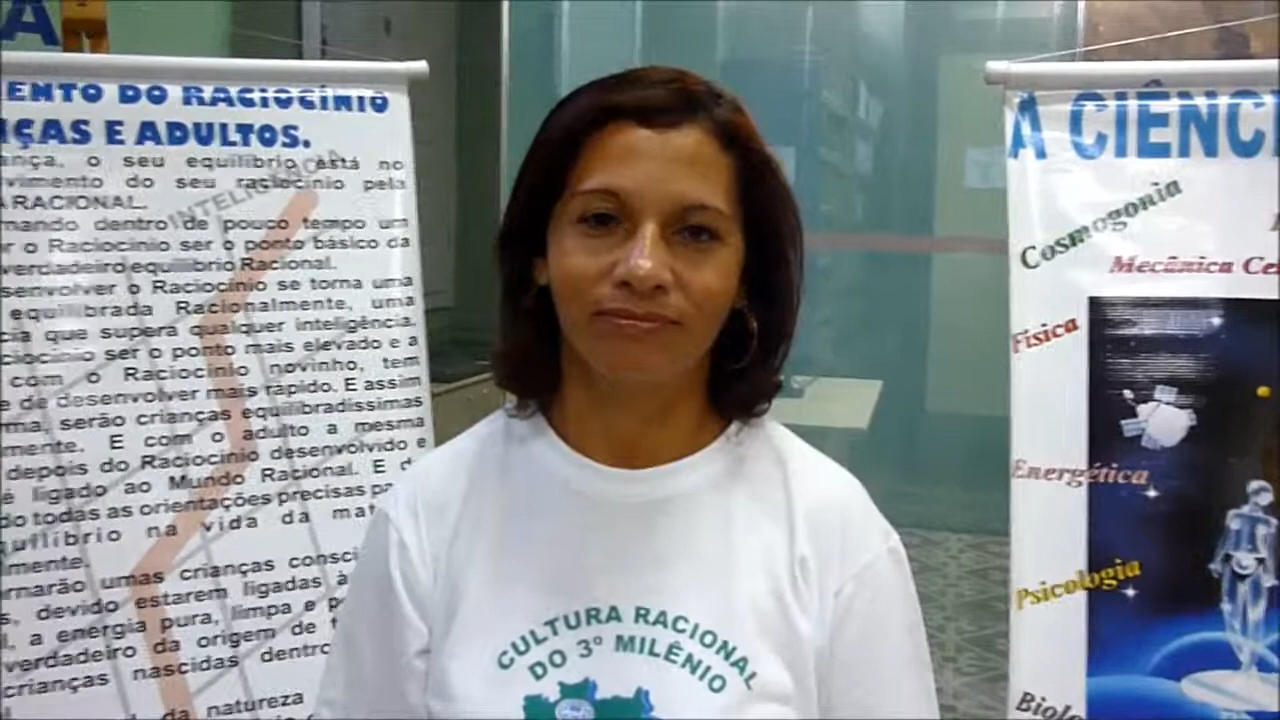 A
ENTO DO RACIOCÍNIO
NÇAS E ADULTOS.
ança, o seu equilíbrio está no
vimento do seu raciocínio pela
A RACIONAL.
INTELIGÊNCIA
mando dentro de pouco tempo um
r o Raciocínio ser o ponto básico da
verdadeiro equilíbrio Racional.
senvolver o Raciocínio se torna uma
equilibrada Racionalmente, uma
cia que supera qualquer inteligência,
ciocínio ser o ponto mais elevado e a
com o Raciocínio novinho, tem
e de desenvolver mais rápido. E assim
rma, serão crianças equilibradíssimas
mente. E com o adulto a mesma
depois do Raciocínio desenvolvido e
é ligado ao Mundo Racional. E d
do todas as orientações precisas pa
quilíbrio na vida da mat
mente.
ornarão umas crianças consci
s, devido estarem ligadas à
l, a energia pura, limpa e p
verdadeiro da origem de t
crianças nascidas dentro
da natureza
CULTURA RACIONAL
DO 3º MILÊNIO
A CIÊNCI
Cosmogonia
Mecânica Ce
Física
Energética
Psicologia
Biolo